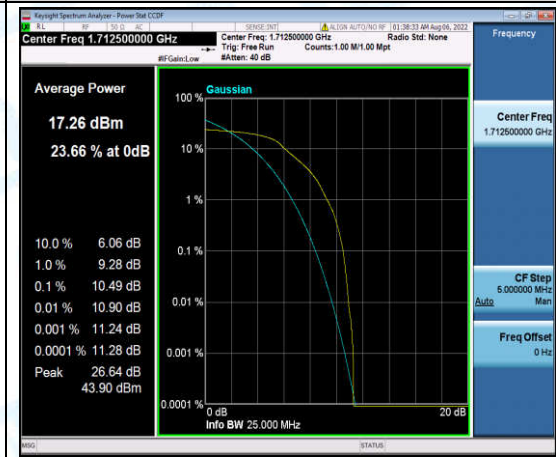 Keysight Spectrum Analyzer - Power Stat CCDF
RL RF 50 Ω AC SENSE:INT ALIGN AUTO/NO RF 01:38:33 AM Aug 06, 2022
Center Freq 1.712500000 GHz
Center Freq: 1.712500000 GHz Radio Std: None
Trig: Free Run Counts:1.00 M/1.00 Mpt
#IFGain:Low #Atten: 40 dB
Frequency
Average Power
17.26 dBm
23.66 % at 0dB
10.0 % 6.06 dB
1.0 % 9.28 dB
0.1 % 10.49 dB
0.01 % 10.90 dB
0.001 % 11.24 dB
0.0001 % 11.28 dB
Peak 26.64 dB
43.90 dBm
Gaussian
100 %
10 %
1 %
0.1 %
0.01 %
0.001 %
0.0001 %
0 dB 20 dB
Info BW 25.000 MHz
Center Freq
1.712500000 GHz
CF Step
5.000000 MHz
Auto Man
Freq Offset
0 Hz
MSG STATUS